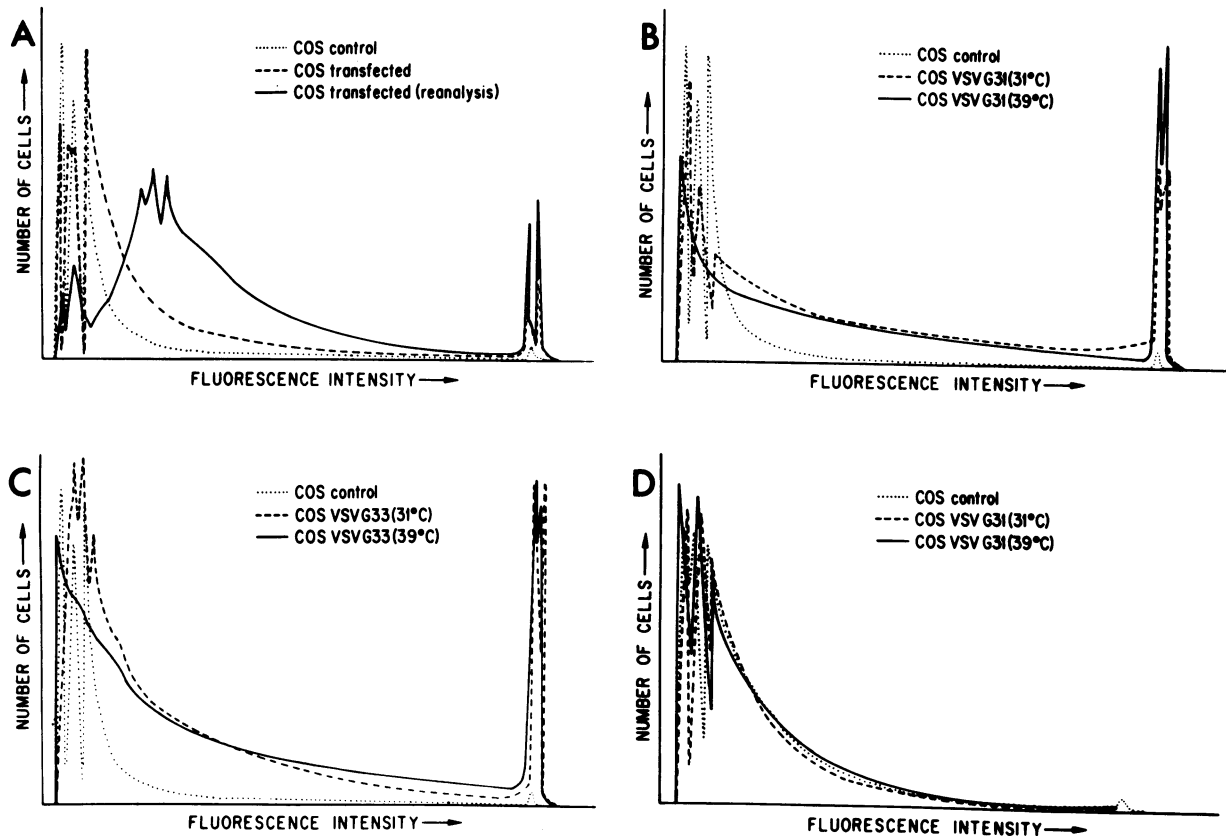 A
COS control
COS transfected
COS transfected (reanalysis)
NUMBER OF CELLS
FLUORESCENCE INTENSITY
B
COS control
COS VSV G31(31°C)
COS VSV G31(39°C)
NUMBER OF CELLS
FLUORESCENCE INTENSITY
C
COS control
COS VSV G33(31°C)
COS VSV G33(39°C)
NUMBER OF CELLS
FLUORESCENCE INTENSITY
D
COS control
COS VSV G31(31°C)
COS VSV G31(39°C)
NUMBER OF CELLS
FLUORESCENCE INTENSITY